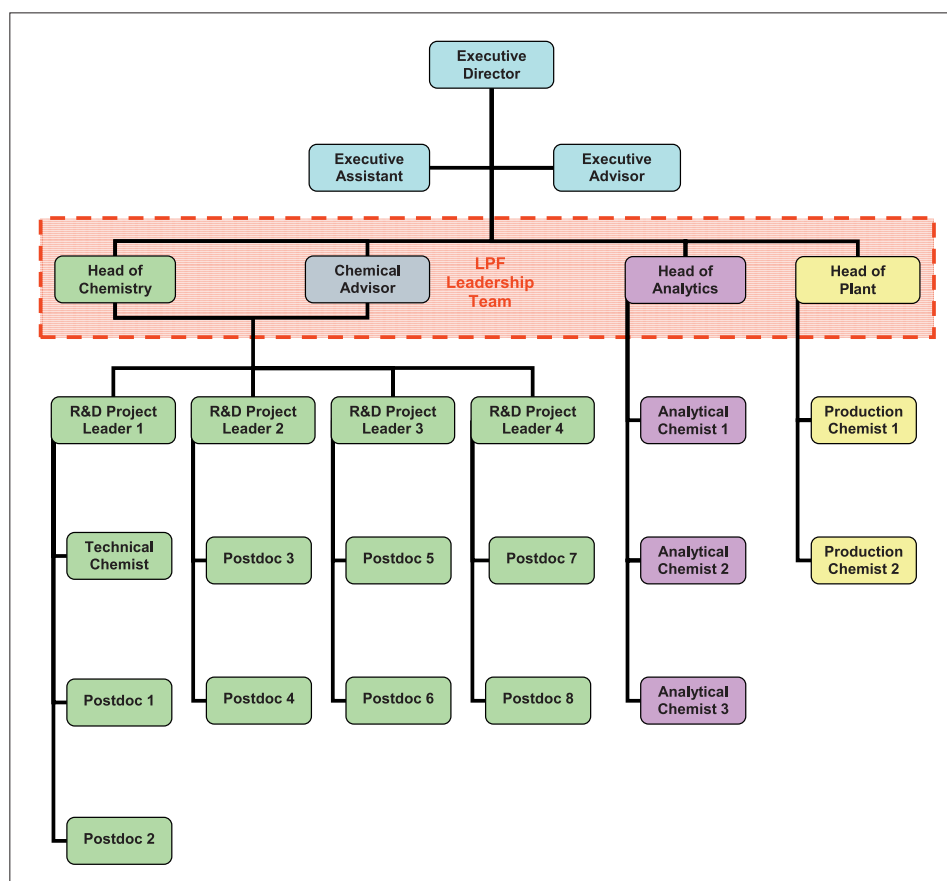 Executive
Director
Executive
Assistant
Executive
Advisor
Head of
Chemistry
Chemical
Advisor
LPF
Leadership
Team
Head of
Analytics
Head of
Plant
R&D Project
Leader 1
R&D Project
Leader 2
R&D Project
Leader 3
R&D Project
Leader 4
Analytical
Chemist 1
Production
Chemist 1
Technical
Chemist
Postdoc 3
Postdoc 5
Postdoc 7
Analytical
Chemist 2
Production
Chemist 2
Postdoc 1
Postdoc 4
Postdoc 6
Postdoc 8
Analytical
Chemist 3
Postdoc 2